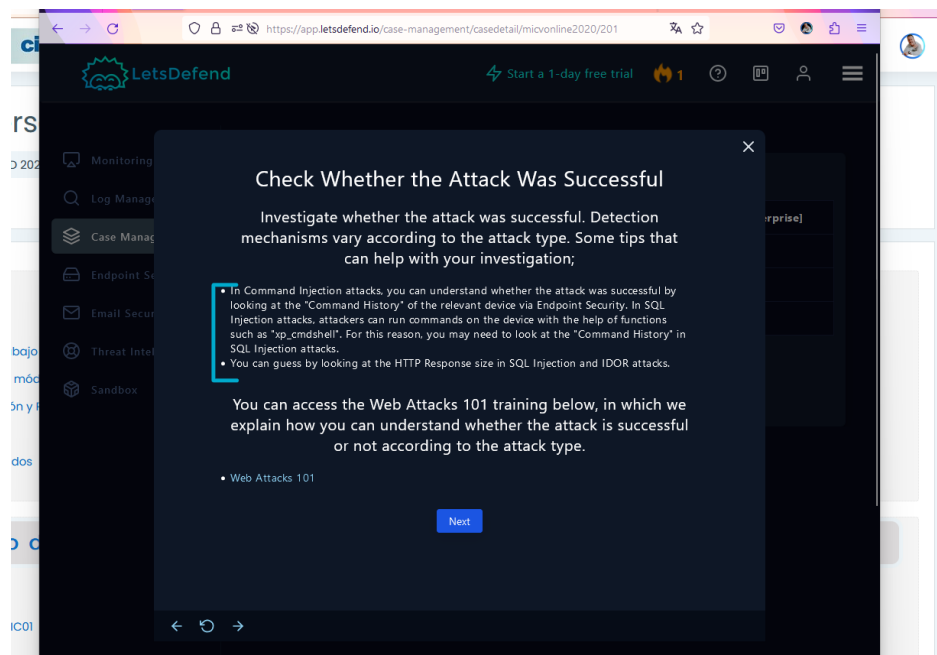 https://app.letsdefend.io/case-management/casedetail/micvonline2020/201
LetsDefend
Start a 1-day free trial
1
Monitoring
Log Manage
Case Manag
Endpoint Se
Email Secur
Threat Intel
Sandbox
Check Whether the Attack Was Successful
Investigate whether the attack was successful. Detection
mechanisms vary according to the attack type. Some tips that
can help with your investigation;
• In Command Injection attacks, you can understand whether the attack was successful by
looking at the "Command History" of the relevant device via Endpoint Security. In SQL
Injection attacks, attackers can run commands on the device with the help of functions
such as "xp_cmdshell". For this reason, you may need to look at the "Command History" in
SQL Injection attacks.
• You can guess by looking at the HTTP Response size in SQL Injection and IDOR attacks.
You can access the Web Attacks 101 training below, in which we
explain how you can understand whether the attack is successful
or not according to the attack type.
• Web Attacks 101
Next
erprise]
ci
rs
O 202
bajo
mód
ón y F
dos
o c
IC01